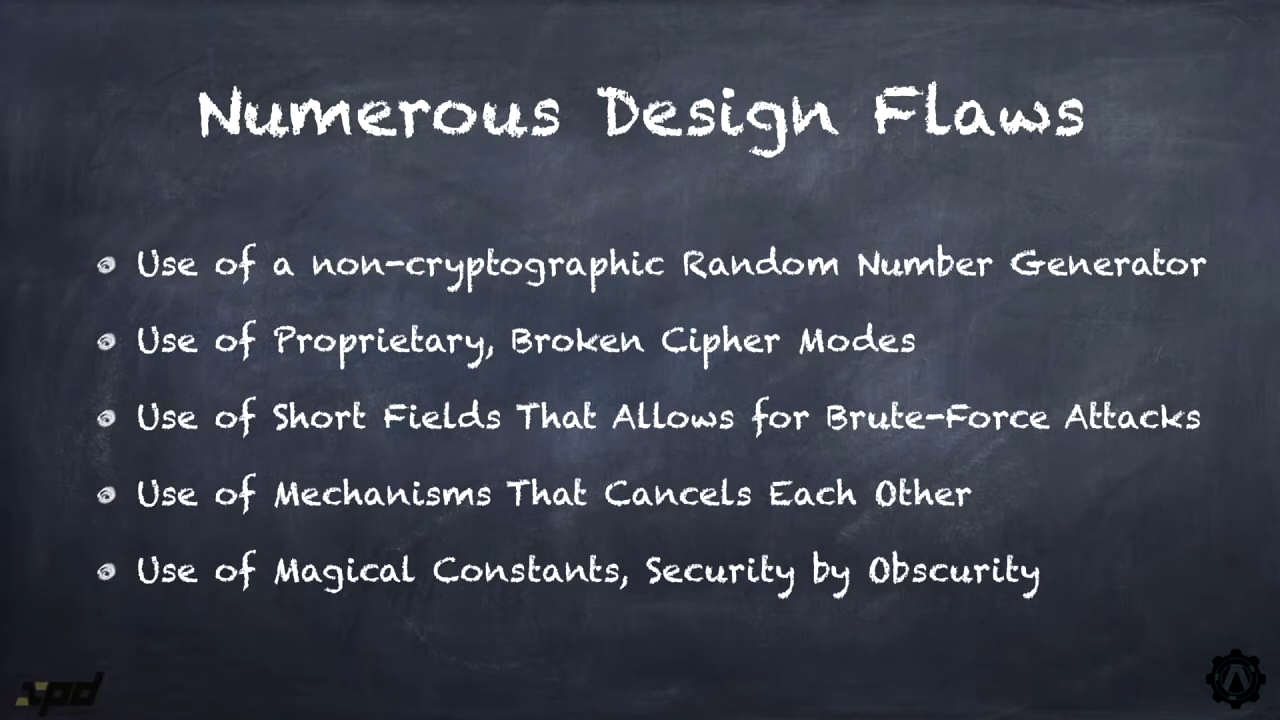 Numerous Design Flaws
Use of a non-cryptographic Random Number Generator
Use of Proprietary, Broken Cipher Modes
Use of Short Fields That Allows for Brute-Force Attacks
Use of Mechanisms That Cancels Each Other
Use of Magical Constants, Security by Obscurity
xpd